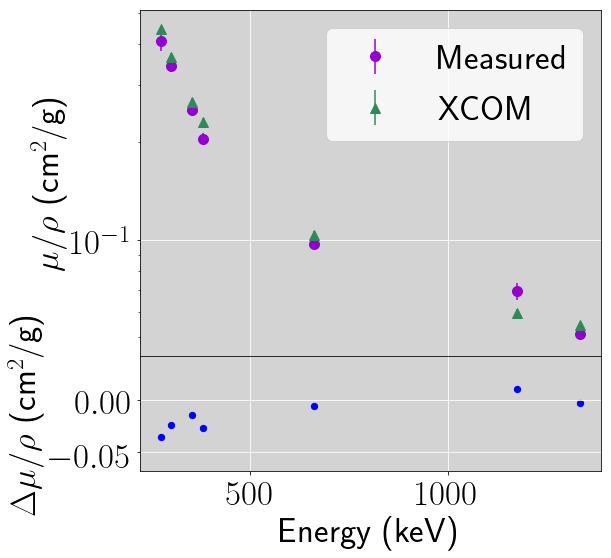 Measured
XCOM
μ/ρ (cm²/g)
10⁻¹
Δμ/ρ (cm²/g)
0.00
−0.05
500
1000
Energy (keV)